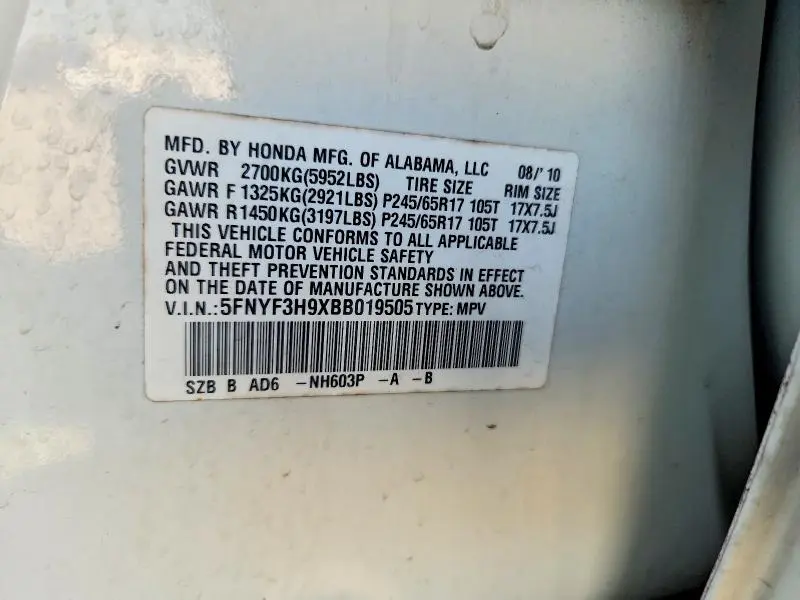 MFD. BY HONDA MFG. OF ALABAMA, LLC 08/'10
GVWR 2700KG(5952LBS) TIRE SIZE RIM SIZE
GAWR F 1325KG(2921LBS) P245/65R17 105T 17X7.5J
GAWR R1450KG(3197LBS) P245/65R17 105T 17X7.5J
THIS VEHICLE CONFORMS TO ALL APPLICABLE
FEDERAL MOTOR VEHICLE SAFETY
AND THEFT PREVENTION STANDARDS IN EFFECT
ON THE DATE OF MANUFACTURE SHOWN ABOVE.
V.I.N.:5FNYF3H9XBB019505 TYPE: MPV
SZB B AD6 -NH603P -A -B